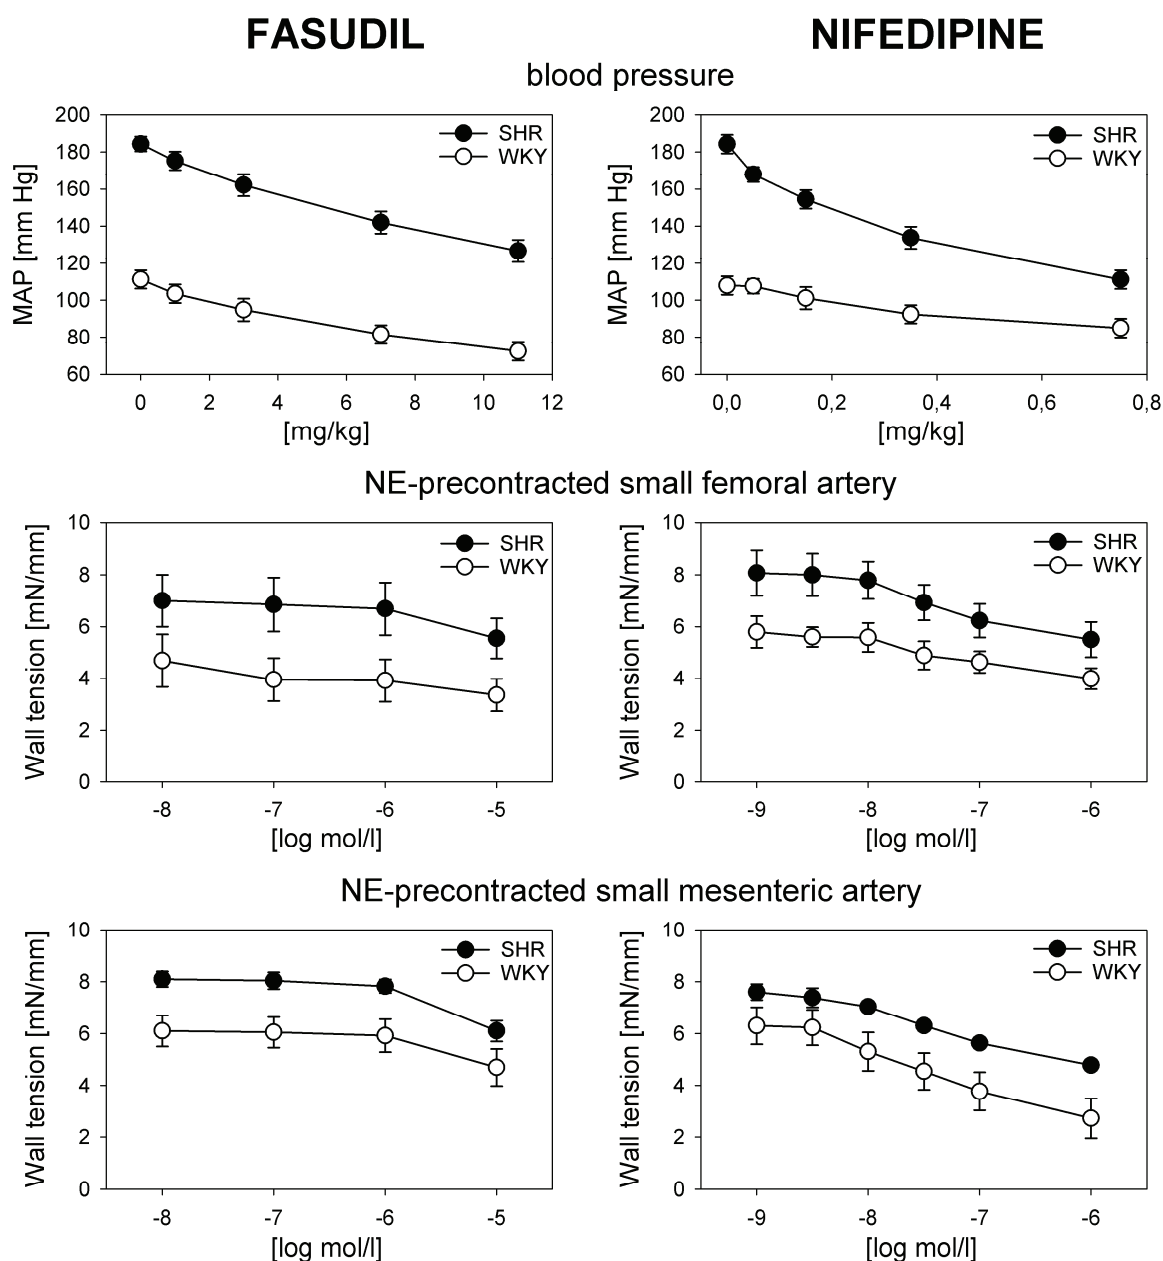 FASUDIL NIFEDIPINE
blood pressure
MAP [mm Hg]
200
180
160
140
120
100
80
60
SHR
WKY
0 2 4 6 8 10 12
[mg/kg]
MAP [mm Hg]
200
180
160
140
120
100
80
60
SHR
WKY
0,0 0,2 0,4 0,6 0,8
[mg/kg]
NE-precontracted small femoral artery
Wall tension [mN/mm]
10
8
6
4
2
0
SHR
WKY
-8 -7 -6 -5
[log mol/l]
Wall tension [mN/mm]
10
8
6
4
2
0
SHR
WKY
-9 -8 -7 -6
[log mol/l]
NE-precontracted small mesenteric artery
Wall tension [mN/mm]
10
8
6
4
2
0
SHR
WKY
-8 -7 -6 -5
[log mol/l]
Wall tension [mN/mm]
10
8
6
4
2
0
SHR
WKY
-9 -8 -7 -6
[log mol/l]